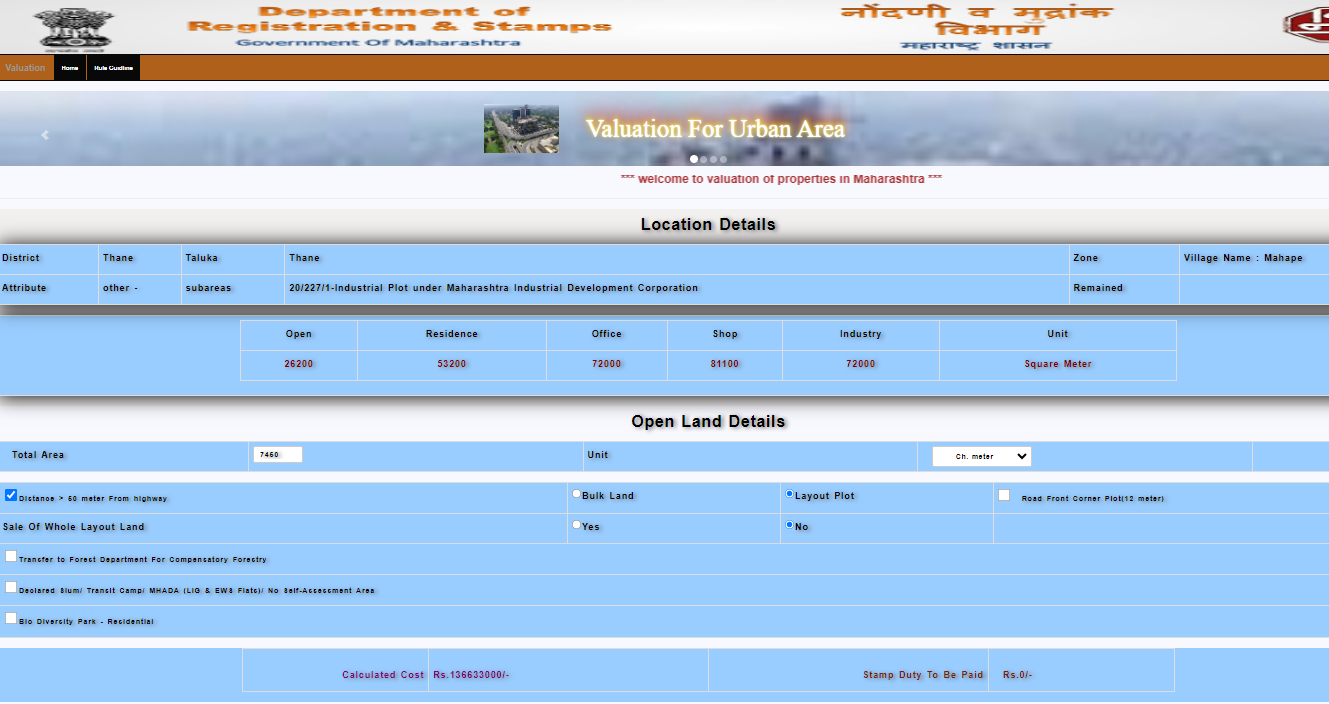 Department of
Registration & Stamps
Government Of Maharashtra
नोंदणी व मुद्रांक
विभाग
महाराष्ट्र शासन
Valuation Home Rule Guidline
Valuation For Urban Area
*** welcome to valuation of properties in Maharashtra ***
Location Details
District Thane Taluka Thane Zone Village Name : Mahape
Attribute other - subareas 20/227/1-Industrial Plot under Maharashtra Industrial Development Corporation Remained
Open Residence Office Shop Industry Unit
26200 53200 72000 81100 72000 Square Meter
Open Land Details
Total Area 7460 Unit Ch. meter
Distance > 50 meter From highway Bulk Land Layout Plot Road Front Corner Plot(12 meter)
Sale Of Whole Layout Land Yes No
Transfer to Forest Department For Compensatory Forestry
Declared Slum/ Transit Camp/ MHADA (LIG & EWS Flats)/ No Self-Assessment Area
Bio Diversity Park - Residential
Calculated Cost Rs.136633000/- Stamp Duty To Be Paid Rs.0/-